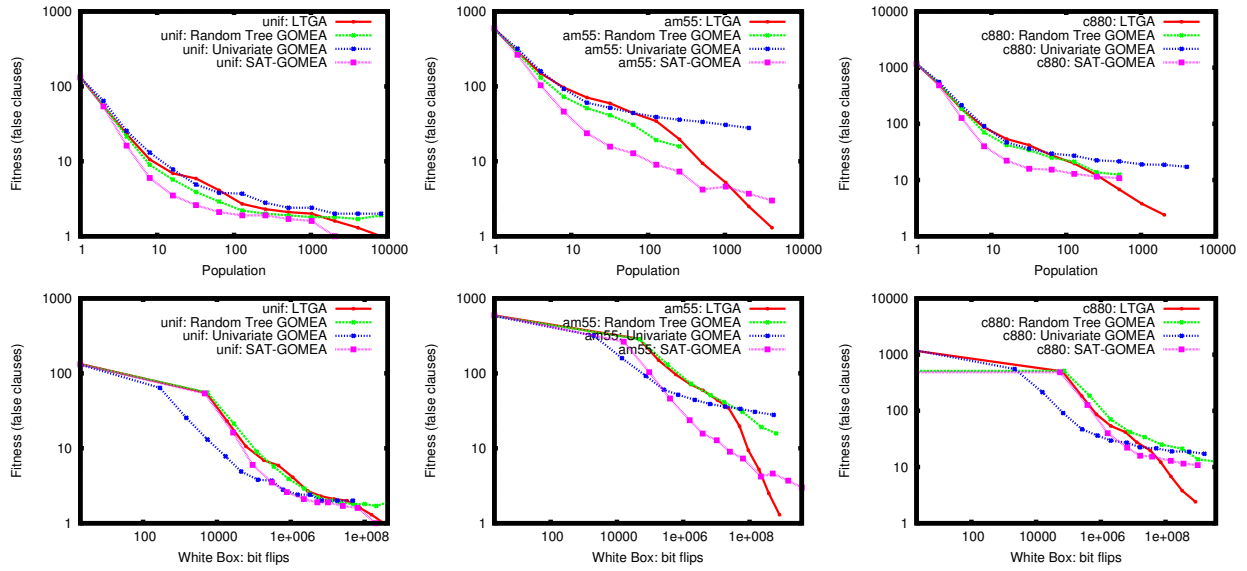 1000
100
10
1
Fitness (false clauses)
unif: LTGA
unif: Random Tree GOMEA
unif: Univariate GOMEA
unif: SAT-GOMEA
1 10 100 1000 10000
Population
1000
100
10
1
Fitness (false clauses)
am55: LTGA
am55: Random Tree GOMEA
am55: Univariate GOMEA
am55: SAT-GOMEA
1 10 100 1000 10000
Population
10000
1000
100
10
1
Fitness (false clauses)
c880: LTGA
c880: Random Tree GOMEA
c880: Univariate GOMEA
c880: SAT-GOMEA
1 10 100 1000 10000
Population
1000
100
10
1
Fitness (false clauses)
unif: LTGA
unif: Random Tree GOMEA
unif: Univariate GOMEA
unif: SAT-GOMEA
100 10000 1e+006 1e+008
White Box: bit flips
1000
100
10
1
Fitness (false clauses)
am55: LTGA
am55: Random Tree GOMEA
am55: Univariate GOMEA
am55: SAT-GOMEA
100 10000 1e+006 1e+008
White Box: bit flips
10000
1000
100
10
1
Fitness (false clauses)
c880: LTGA
c880: Random Tree GOMEA
c880: Univariate GOMEA
c880: SAT-GOMEA
100 10000 1e+006 1e+008
White Box: bit flips